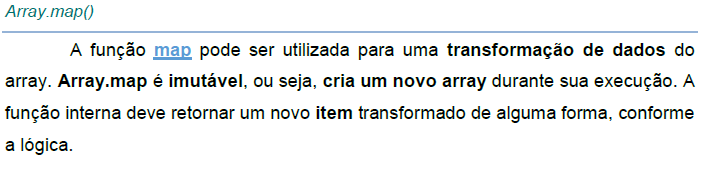 Array.map()
A função map pode ser utilizada para uma transformação de dados do
array. Array.map é imutável, ou seja, cria um novo array durante sua execução. A
função interna deve retornar um novo item transformado de alguma forma, conforme
a lógica.